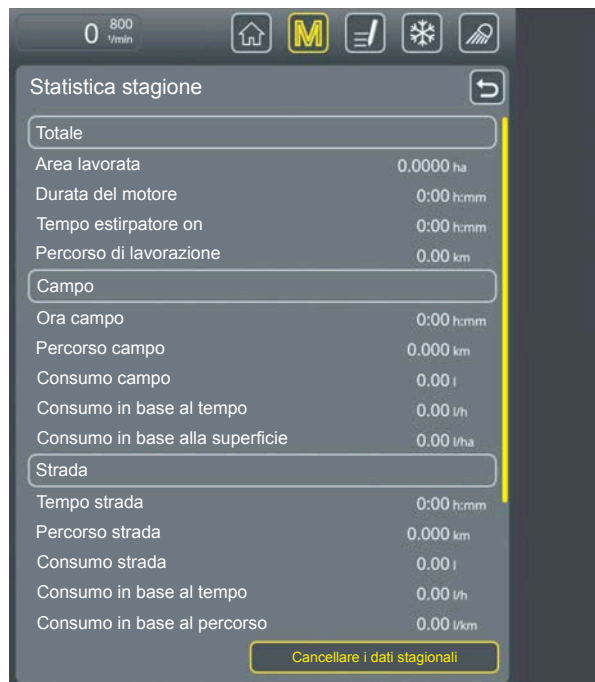 0 800 1/min
M
Statistica stagione
Totale
Area lavorata 0.0000 ha
Durata del motore 0:00 h:mm
Tempo estirpatore on 0:00 h:mm
Percorso di lavorazione 0.00 km
Campo
Ora campo 0:00 h:mm
Percorso campo 0.000 km
Consumo campo 0.00 l
Consumo in base al tempo 0.00 l/h
Consumo in base alla superficie 0.00 l/ha
Strada
Tempo strada 0:00 h:mm
Percorso strada 0.000 km
Consumo strada 0.00 l
Consumo in base al tempo 0.00 l/h
Consumo in base al percorso 0.00 l/km
Cancellare i dati stagionali